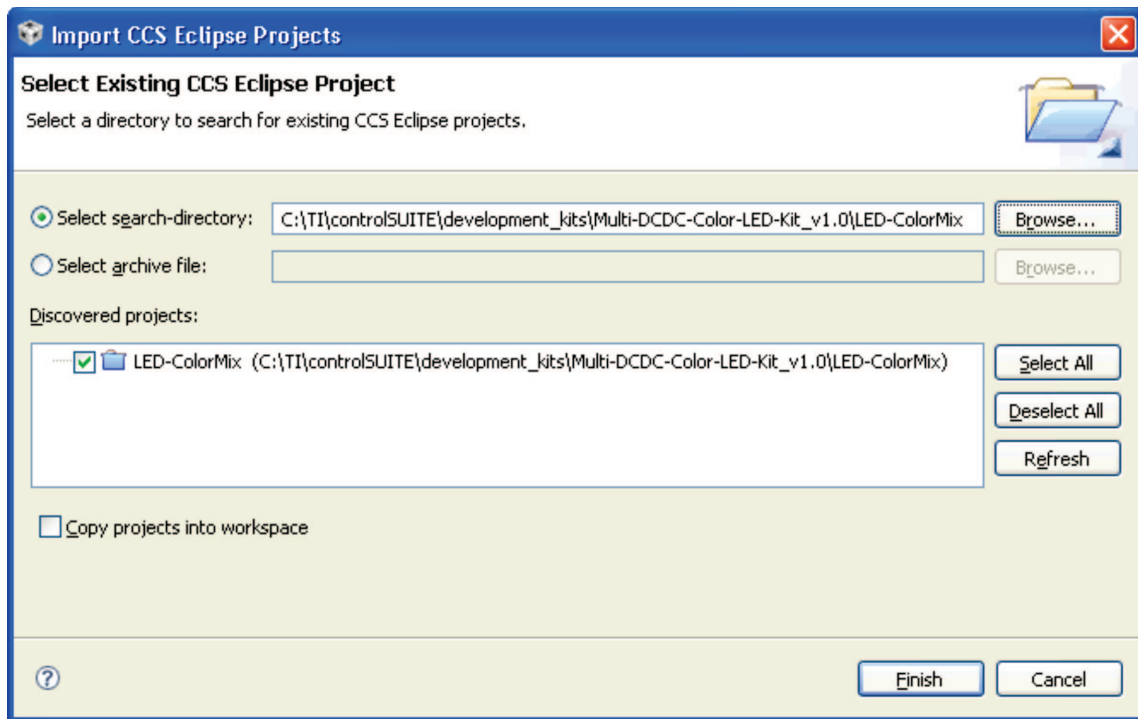 Import CCS Eclipse Projects
Select Existing CCS Eclipse Project
Select a directory to search for existing CCS Eclipse projects.
Select search-directory: C:\TI\controlSUITE\development_kits\Multi-DCDC-Color-LED-Kit_v1.0\LED-ColorMix Browse...
Select archive file: Browse...
Discovered projects:
LED-ColorMix (C:\TI\controlSUITE\development_kits\Multi-DCDC-Color-LED-Kit_v1.0\LED-ColorMix) Select All
Deselect All
Refresh
Copy projects into workspace
Finish Cancel